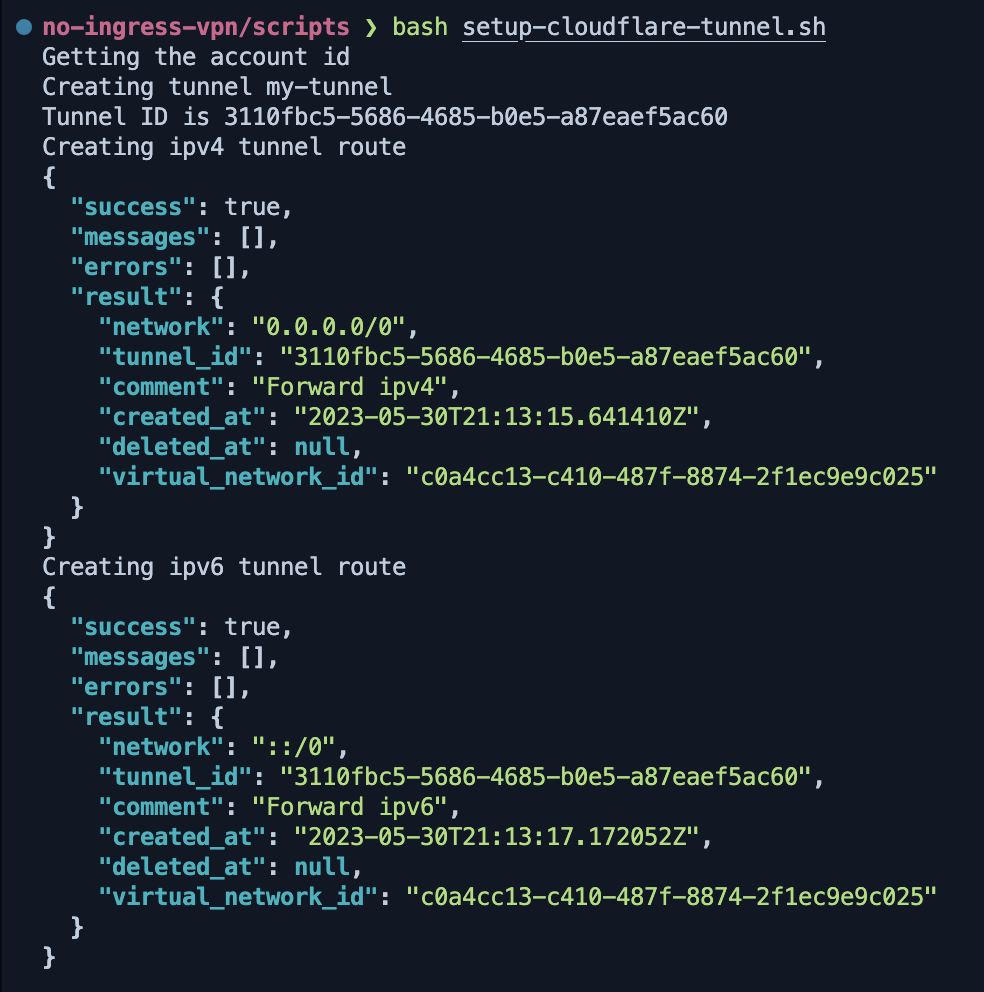 no-ingress-vpn/scripts ❯ bash setup-cloudflare-tunnel.sh
Getting the account id
Creating tunnel my-tunnel
Tunnel ID is 3110fbc5-5686-4685-b0e5-a87eaef5ac60
Creating ipv4 tunnel route
{
  "success": true,
  "messages": [],
  "errors": [],
  "result": {
    "network": "0.0.0.0/0",
    "tunnel_id": "3110fbc5-5686-4685-b0e5-a87eaef5ac60",
    "comment": "Forward ipv4",
    "created_at": "2023-05-30T21:13:15.641410Z",
    "deleted_at": null,
    "virtual_network_id": "c0a4cc13-c410-487f-8874-2f1ec9e9c025"
  }
}
Creating ipv6 tunnel route
{
  "success": true,
  "messages": [],
  "errors": [],
  "result": {
    "network": "::/0",
    "tunnel_id": "3110fbc5-5686-4685-b0e5-a87eaef5ac60",
    "comment": "Forward ipv6",
    "created_at": "2023-05-30T21:13:17.172052Z",
    "deleted_at": null,
    "virtual_network_id": "c0a4cc13-c410-487f-8874-2f1ec9e9c025"
  }
}